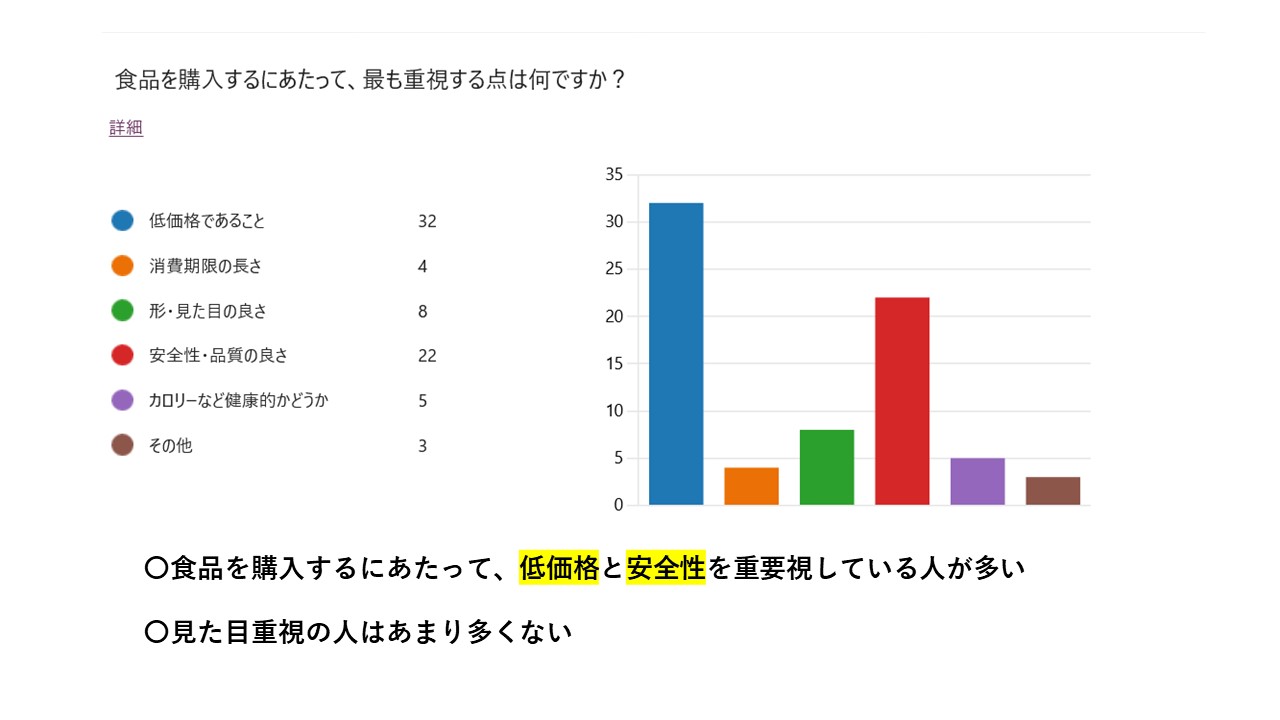 食品を購入するにあたって、最も重視する点は何ですか？
詳細
低価格であること 32
消費期限の長さ 4
形・見た目の良さ 8
安全性・品質の良さ 22
カロリーなど健康的かどうか 5
その他 3
35
30
25
20
15
10
5
0
〇食品を購入するにあたって、低価格と安全性を重要視している人が多い
〇見た目重視の人はあまり多くない